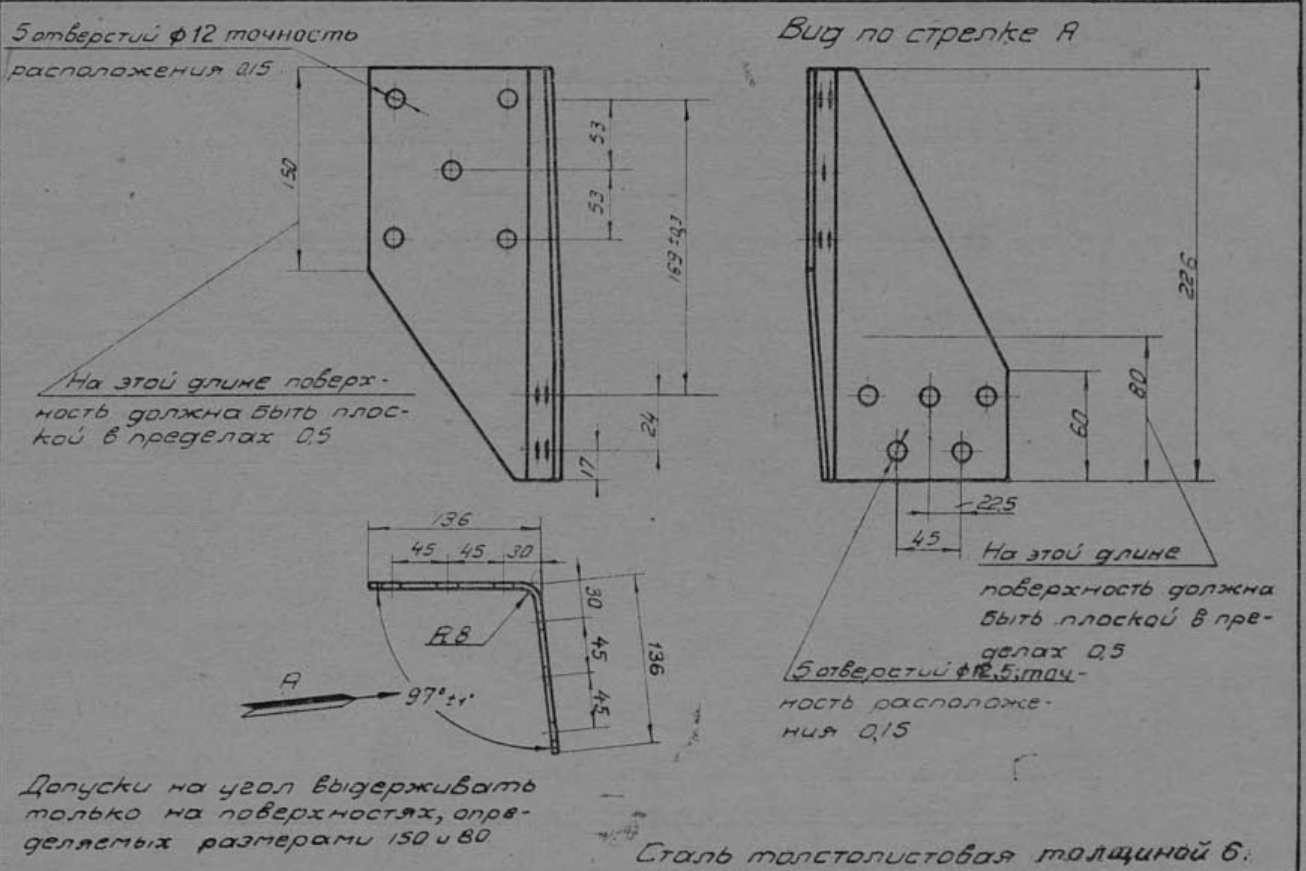 5 отверстий ϕ12 точность
расположения 0,15
Вид по стрелке А
150
53
53
169±0,3
24
17
На этой длине поверх-
ность должна быть плос-
кой в пределах 0,5
226
80
60
22,5
45
На этой длине
поверхность должна
быть плоской в пре-
делах 0,5
5 отверстий ϕ12,5; точ-
ность расположе-
ния 0,15
136
45 45 30
R8
30
45
45
136
А
97°±1°
Допуски на угол выдерживать
только на поверхностях, опре-
деляемых размерами 150 и 80
Сталь толстолистовая толщиной 6.